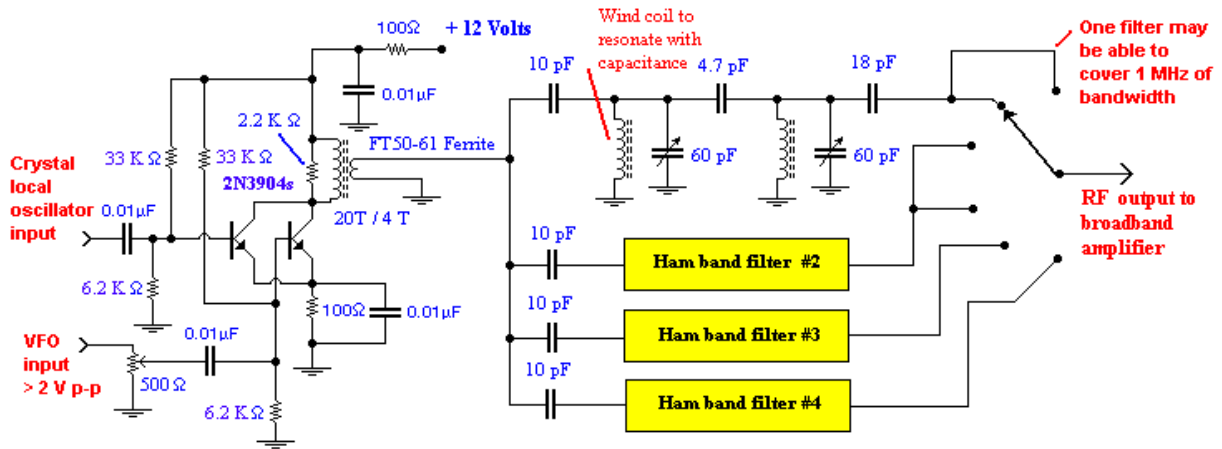 100Ω
+ 12 Volts
0.01µF
2.2 K Ω
33 K Ω
33 K Ω
2N3904s
FT50-61 Ferrite
20T / 4 T
Crystal
local
oscillator
input
0.01µF
6.2 K Ω
100Ω
0.01µF
VFO
input
> 2 V p-p
500 Ω
0.01µF
6.2 K Ω
Wind coil to
resonate with
capacitance
10 pF
4.7 pF
18 pF
60 pF
60 pF
One filter may
be able to
cover 1 MHz of
bandwidth
RF output to
broadband
amplifier
10 pF
Ham band filter #2
10 pF
Ham band filter #3
10 pF
Ham band filter #4